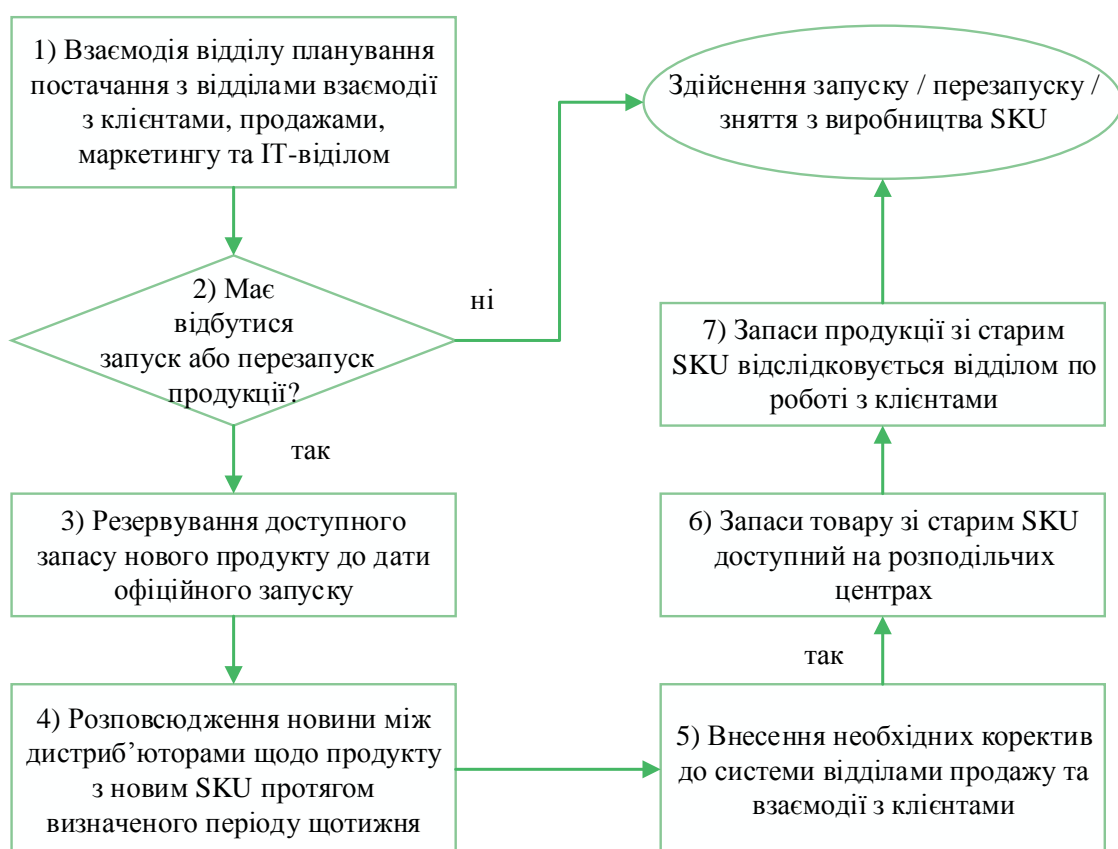 1) Взаємодія відділу планування
постачання з відділами взаємодії
з клієнтами, продажами,
маркетингу та ІТ-віділом
2) Має
відбутися
запуск або перезапуск
продукції?
ні
так
3) Резервування доступного
запасу нового продукту до дати
офіційного запуску
4) Розповсюдження новини між
дистриб’юторами щодо продукту
з новим SKU протягом
визначеного періоду щотижня
5) Внесення необхідних коректив
до системи відділами продажу та
взаємодії з клієнтами
так
6) Запаси товару зі старим SKU
доступний на розподільчих
центрах
7) Запаси продукції зі старим
SKU відслідковується відділом по
роботі з клієнтами
Здійснення запуску / перезапуску /
зняття з виробництва SKU